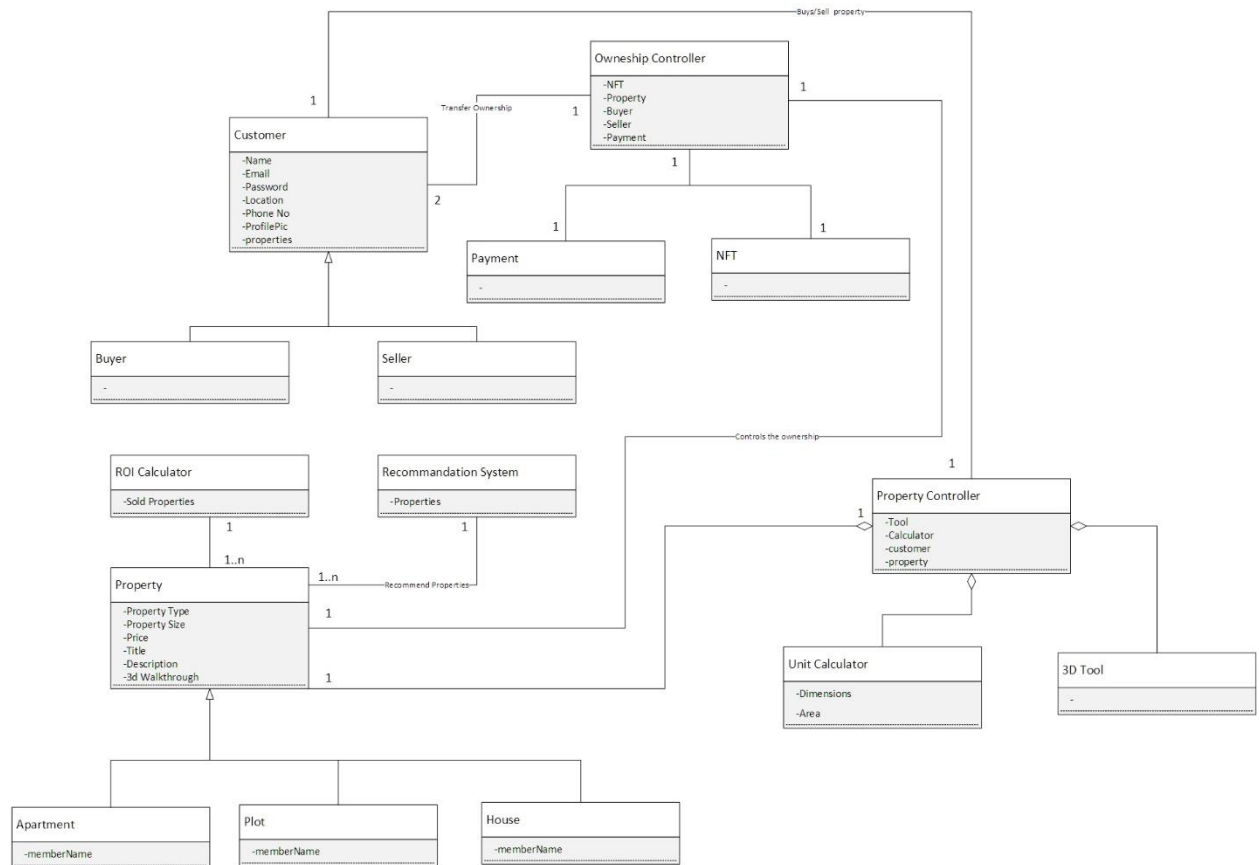 Buys/Sell property
Owneship Controller
-NFT
-Property
-Buyer
-Seller
-Payment
1
1
1
Transfer Ownership
1
Customer
-Name
-Email
-Password
-Location
-Phone No
-ProfilePic
-properties
2
1
1
Payment
-
1
NFT
-
Buyer
-
Seller
-
Controls the ownership
ROI Calculator
-Sold Properties
1
Recommandation System
-Properties
1
1
Property Controller
-Tool
-Calculator
-customer
-property
1
1..n
1..n
Recommend Properties
Property
-Property Type
-Property Size
-Price
-Title
-Description
-3d Walkthrough
1
1
Unit Calculator
-Dimensions
-Area
3D Tool
-
Apartment
-memberName
Plot
-memberName
House
-memberName